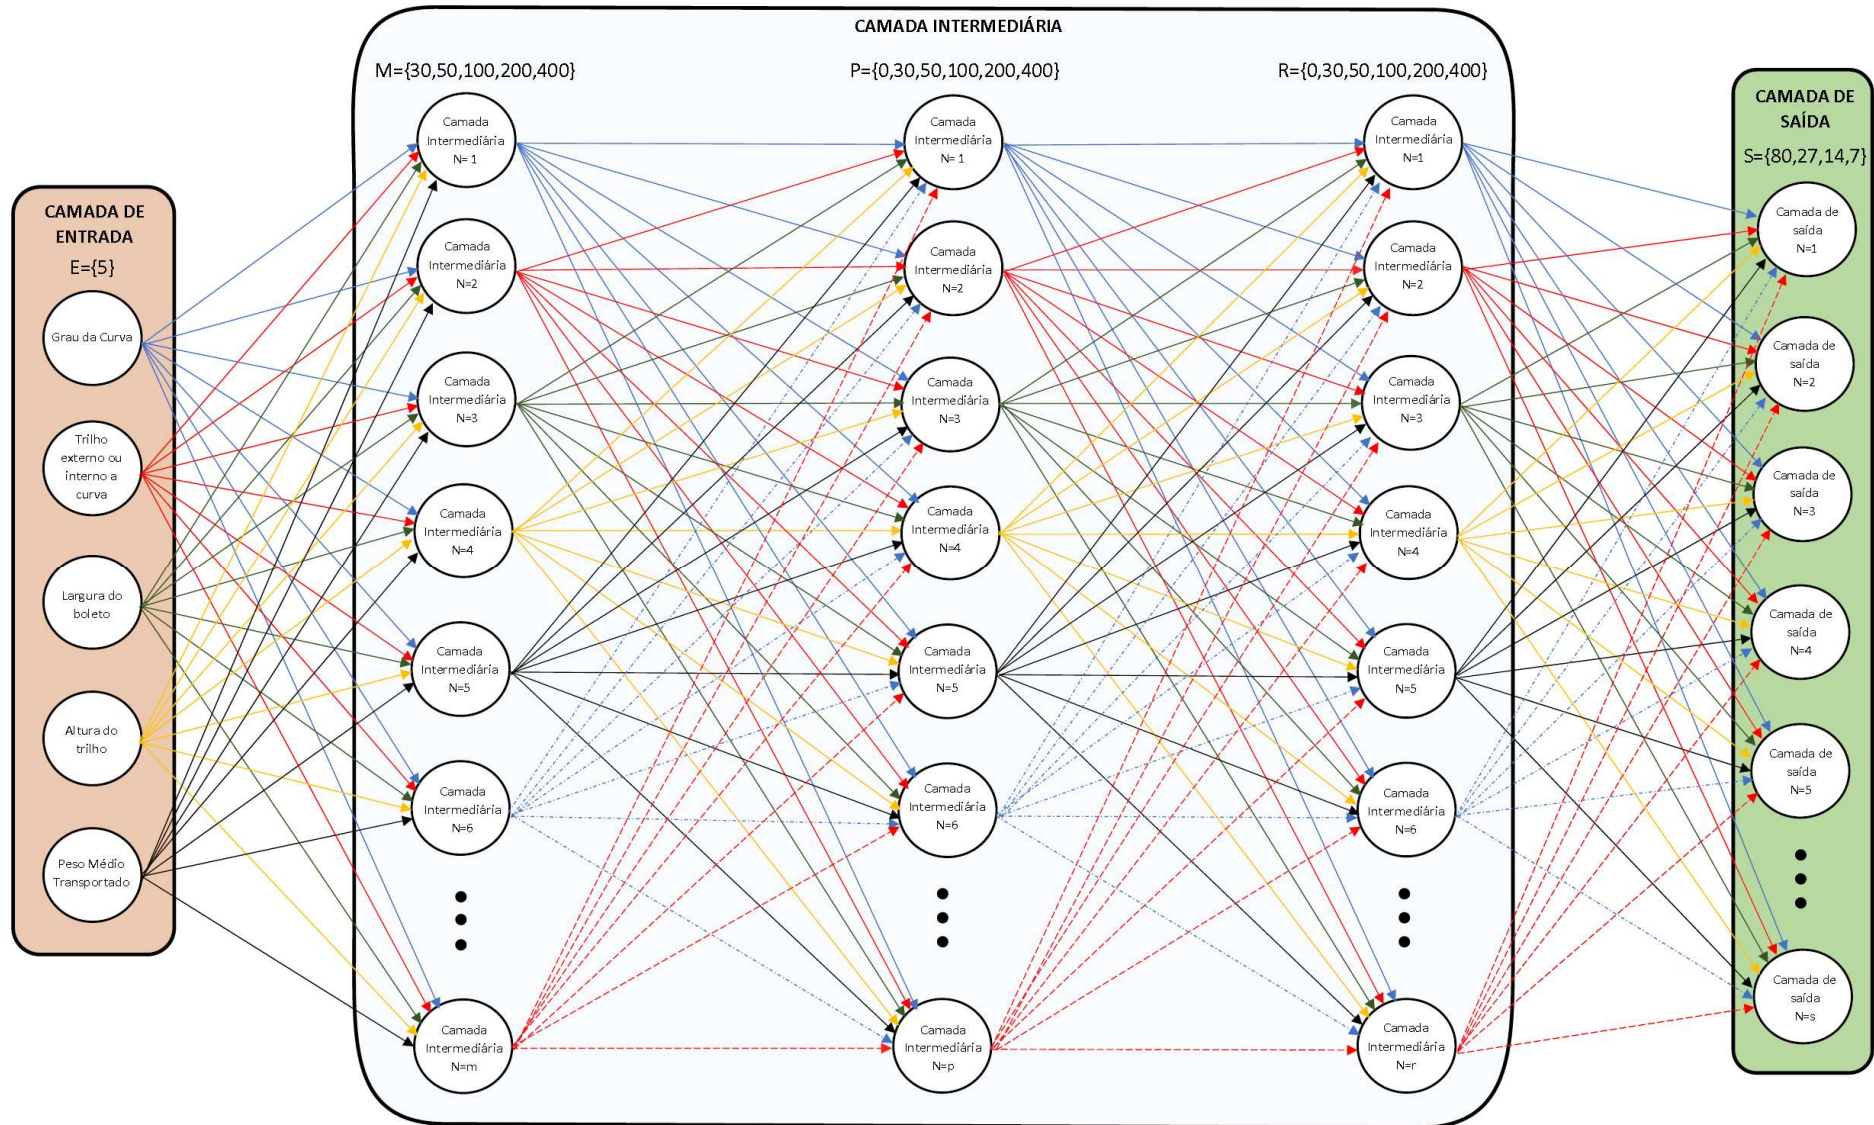 CAMADA INTERMEDIÁRIA
M={30,50,100,200,400}
P={0,30,50,100,200,400}
R={0,30,50,100,200,400}
CAMADA DE
ENTRADA
E={5}
Grau da Curva
Trilho
externo ou
interno a
curva
Largura do
boleto
Altura do
trilho
Peso Médio
Transportado
Camada
Intermediária
N= 1
Camada
Intermediária
N=2
Camada
Intermediária
N=3
Camada
Intermediária
N=4
Camada
Intermediária
N=5
Camada
Intermediária
N=6
Camada
Intermediária
N=m
Camada
Intermediária
N= 1
Camada
Intermediária
N=2
Camada
Intermediária
N=3
Camada
Intermediária
N=4
Camada
Intermediária
N=5
Camada
Intermediária
N=6
Camada
Intermediária
N=p
Camada
Intermediária
N=1
Camada
Intermediária
N=2
Camada
Intermediária
N=3
Camada
Intermediária
N=4
Camada
Intermediária
N=5
Camada
Intermediária
N=6
Camada
Intermediária
N=r
CAMADA DE
SAÍDA
S={80,27,14,7}
Camada de
saída
N=1
Camada de
saída
N=2
Camada de
saída
N=3
Camada de
saída
N=4
Camada de
saída
N=5
Camada de
saída
N=s